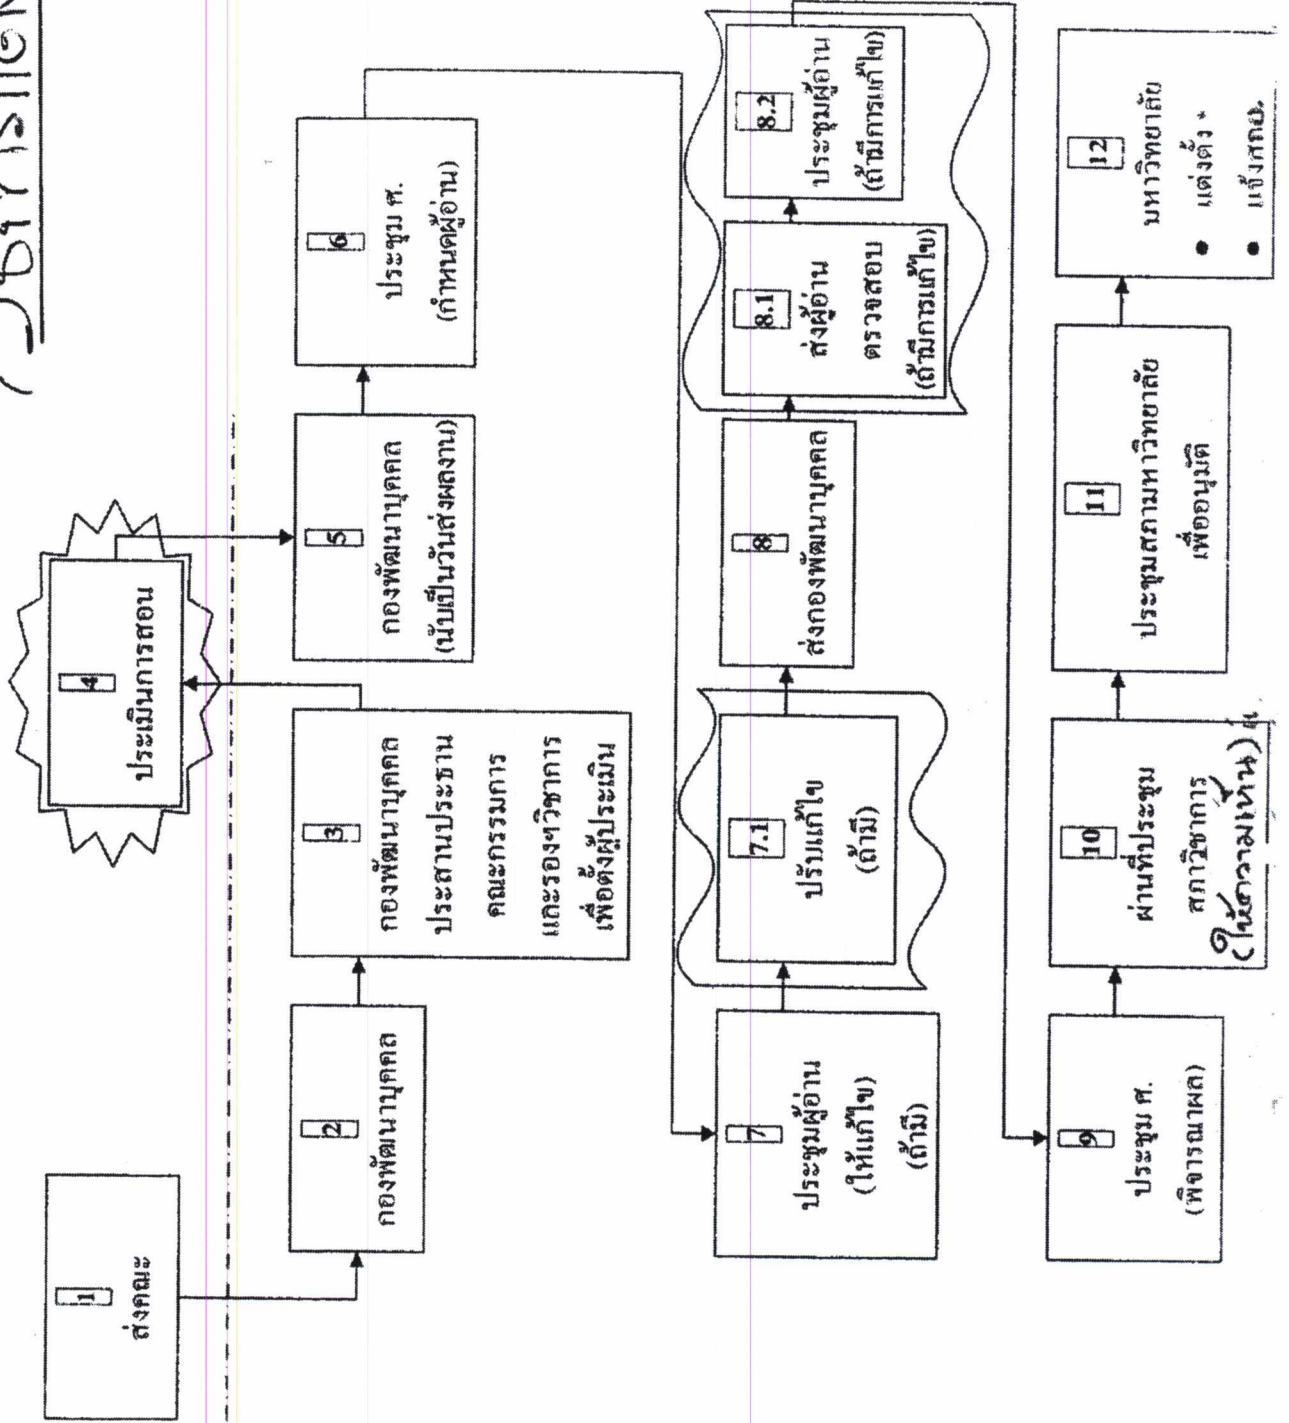 1
ส่งคณะ
2
กองพัฒนาบุคคล
3
กองพัฒนาบุคคล
ประสานประธาน
คณะกรรมการ
และรองฯวิชาการ
เพื่อตั้งผู้ประเมิน
4
ประเมินการสอน
5
กองพัฒนาบุคคล
(นับเป็นวันส่งผลงาน)
6
ประชุม ศ.
(กำหนดผู้อ่าน)
7
ประชุมผู้อ่าน
(ให้แก้ไข)
(ถ้ามี)
7.1
ปรับแก้ไข
(ถ้ามี)
8
ส่งกองพัฒนาบุคคล
8.1
ส่งผู้อ่าน
ตรวจสอบ
(ถ้ามีการแก้ไข)
8.2
ประชุมผู้อ่าน
(ถ้ามีการแก้ไข)
9
ประชุม ศ.
(พิจารณาผล)
10
ผ่านที่ประชุม
สภาวิชาการ
(ให้ความเห็น)
11
ประชุมสภามหาวิทยาลัย
เพื่ออนุมัติ
12
มหาวิทยาลัย
• แต่งตั้ง *
• แจ้งสกอ.